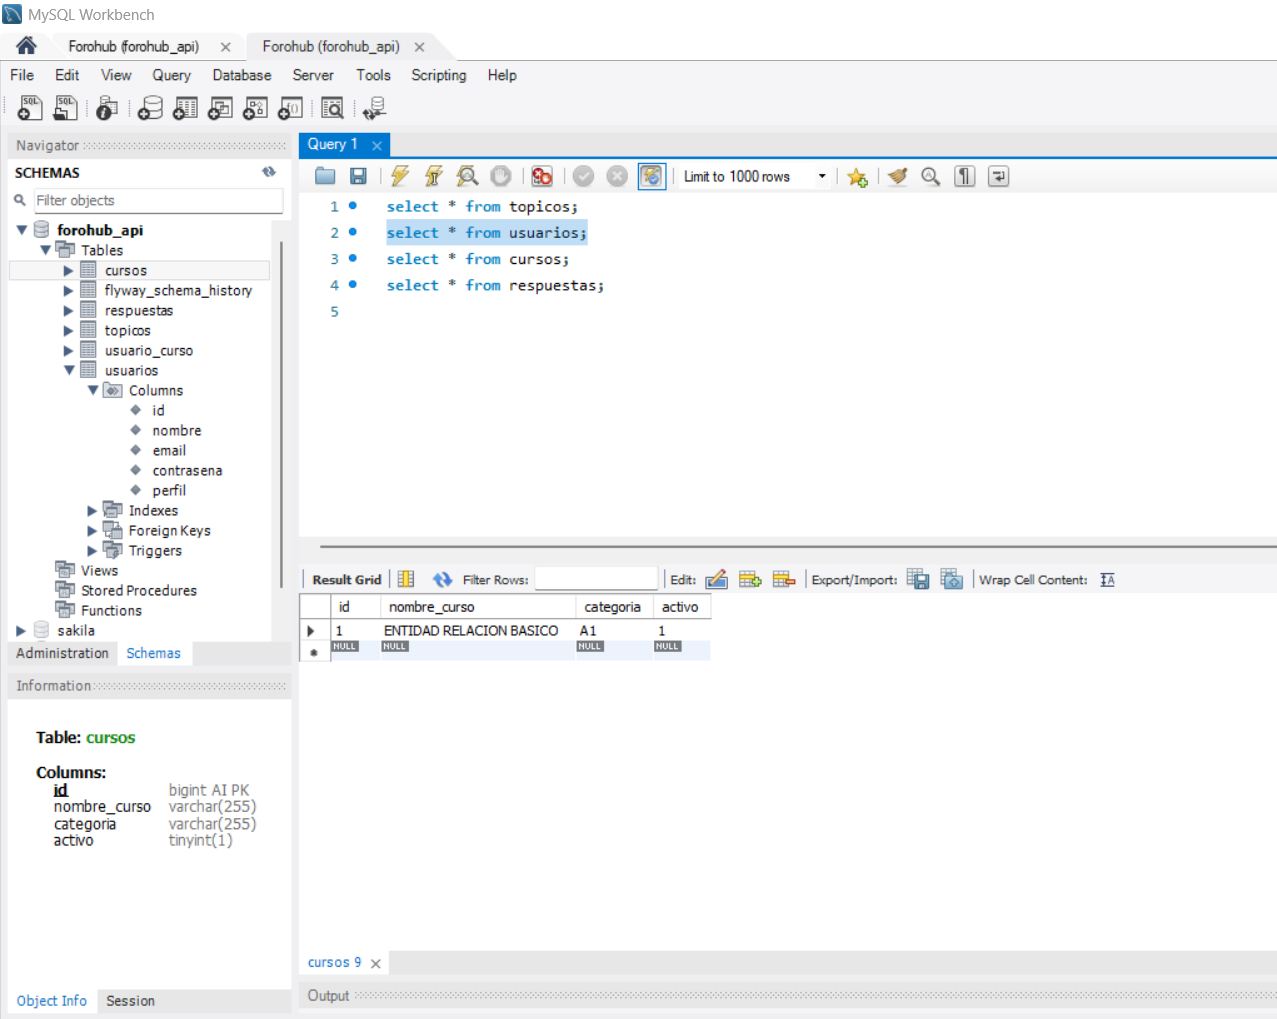 MySQL Workbench
Forohub (forohub_api) Forohub (forohub_api)
File Edit View Query Database Server Tools Scripting Help
Navigator
SCHEMAS
Filter objects
forohub_api
Tables
cursos
flyway_schema_history
respuestas
topicos
usuario_curso
usuarios
Columns
id
nombre
email
contrasena
perfil
Indexes
Foreign Keys
Triggers
Views
Stored Procedures
Functions
sakila
Administration Schemas
Information
Table: cursos
Columns:
id bigint AI PK
nombre_curso varchar(255)
categoria varchar(255)
activo tinyint(1)
Object Info Session
Query 1
Limit to 1000 rows
1 select * from topicos;
2 select * from usuarios;
3 select * from cursos;
4 select * from respuestas;
5
Result Grid Filter Rows: Edit: Export/Import: Wrap Cell Content:
id nombre_curso categoria activo
1 ENTIDAD RELACION BASICO A1 1
NULL NULL NULL NULL
cursos 9
Output